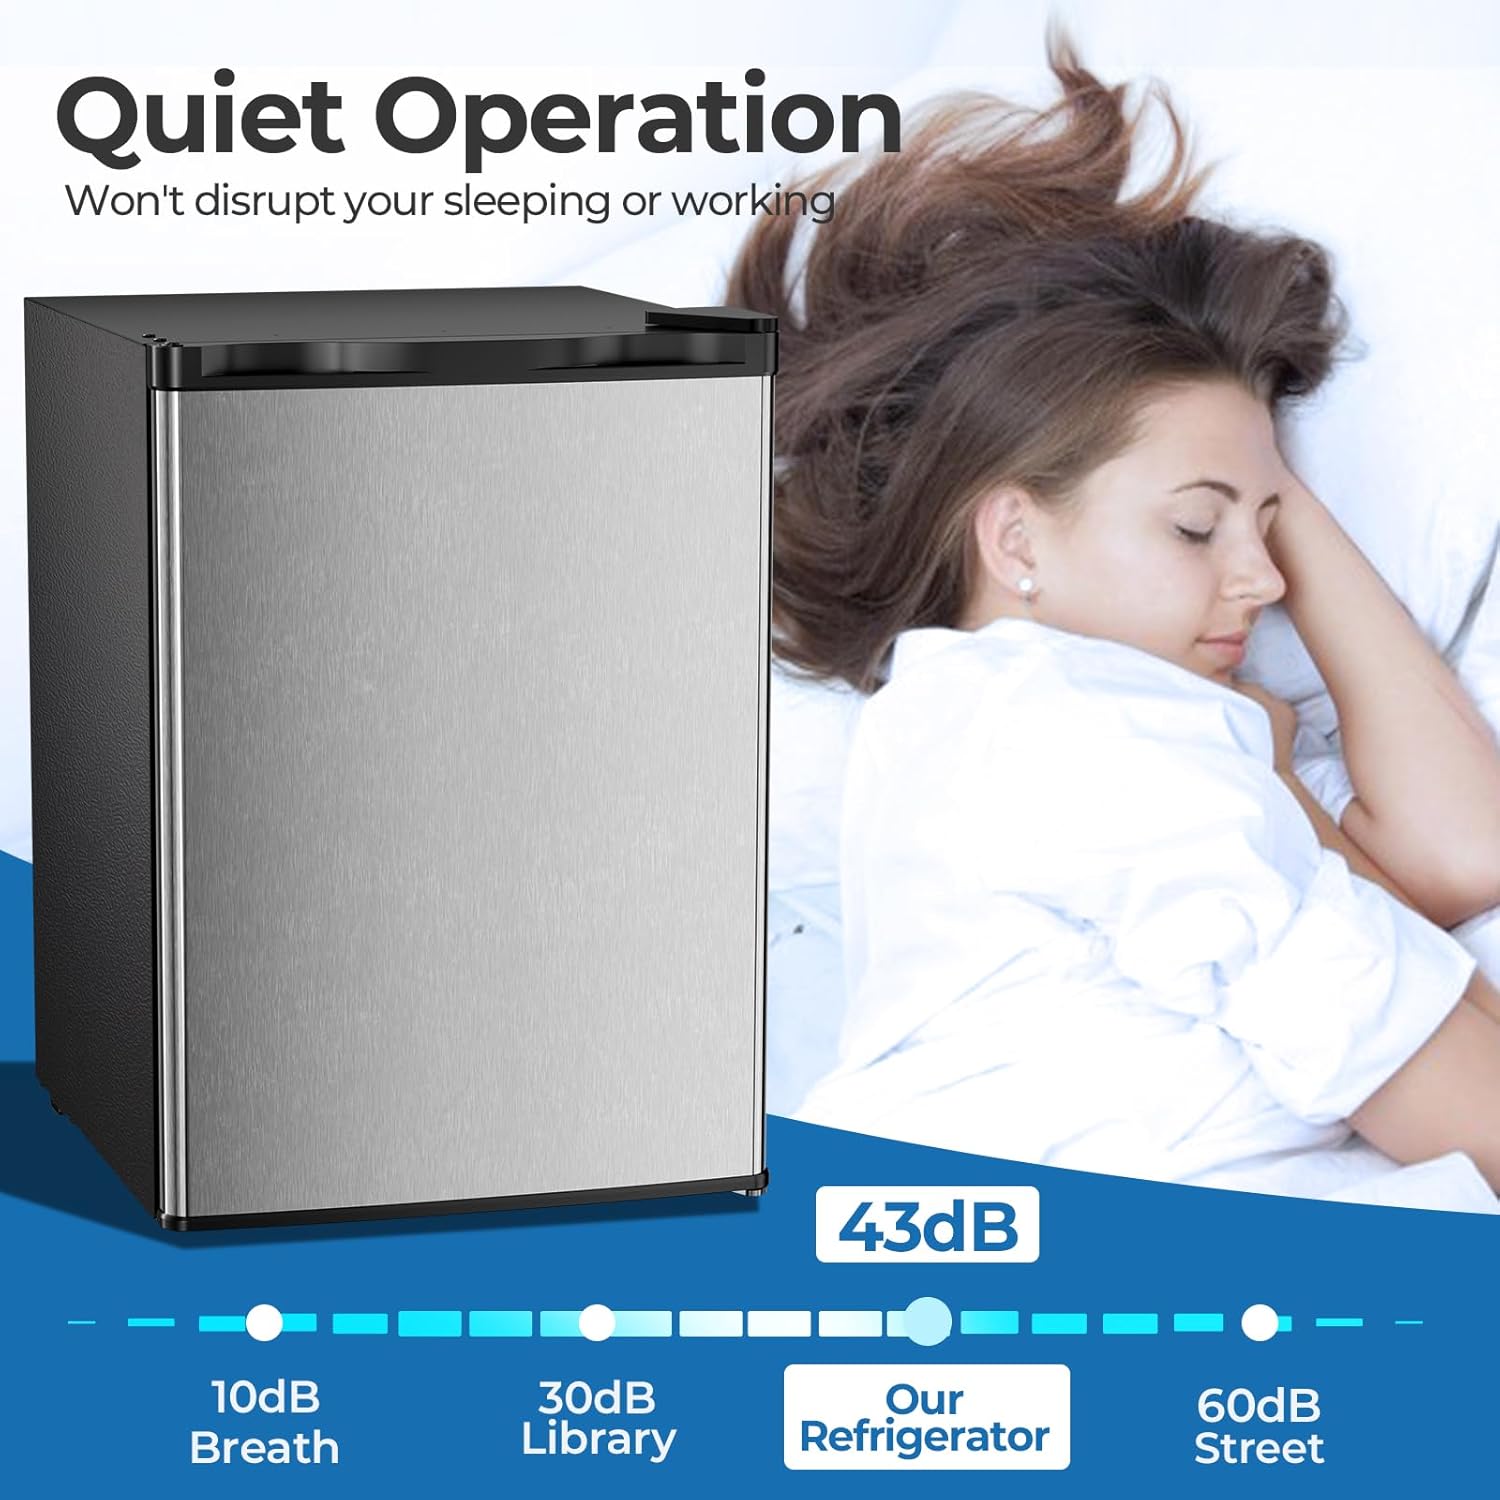 Quiet Operation
Won't disrupt your sleeping or working
43dB
10dB
Breath
30dB
Library
Our
Refrigerator
60dB
Street